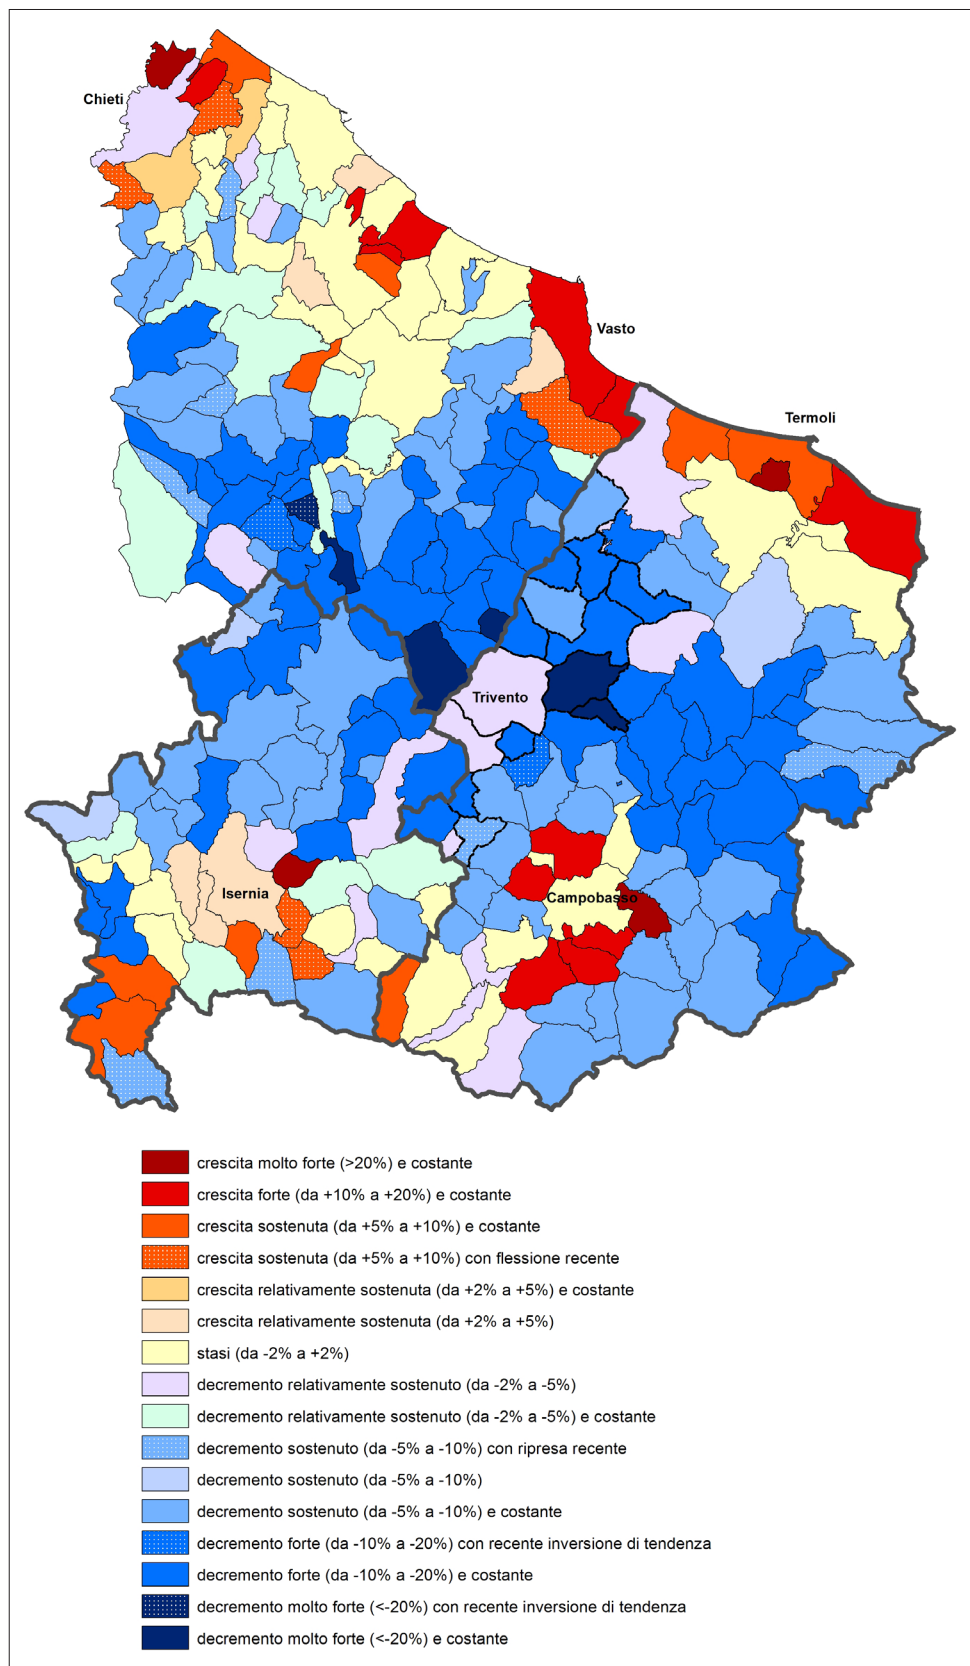 Chieti
Vasto
Termoli
Trivento
Isernia
Campobasso
crescita molto forte (>20%) e costante
crescita forte (da +10% a +20%) e costante
crescita sostenuta (da +5% a +10%) e costante
crescita sostenuta (da +5% a +10%) con flessione recente
crescita relativamente sostenuta (da +2% a +5%) e costante
crescita relativamente sostenuta (da +2% a +5%)
stasi (da -2% a +2%)
decremento relativamente sostenuto (da -2% a -5%)
decremento relativamente sostenuto (da -2% a -5%) e costante
decremento sostenuto (da -5% a -10%) con ripresa recente
decremento sostenuto (da -5% a -10%)
decremento sostenuto (da -5% a -10%) e costante
decremento forte (da -10% a -20%) con recente inversione di tendenza
decremento forte (da -10% a -20%) e costante
decremento molto forte (<-20%) con recente inversione di tendenza
decremento molto forte (<-20%) e costante